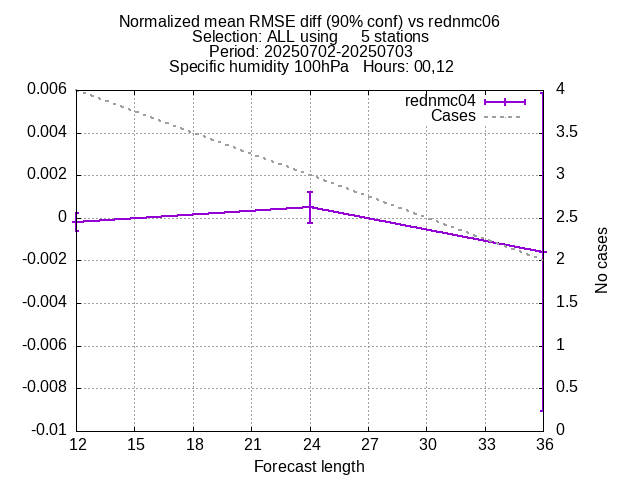 Normalized mean RMSE diff (90% conf) vs rednmc06
Selection: ALL using     5 stations
Period: 20250702-20250703
Specific humidity 100hPa   Hours: 00,12
rednmc04
Cases
0.006
0.004
0.002
0
-0.002
-0.004
-0.006
-0.008
-0.01
4
3.5
3
2.5
2
1.5
1
0.5
0
No cases
12 15 18 21 24 27 30 33 36
Forecast length